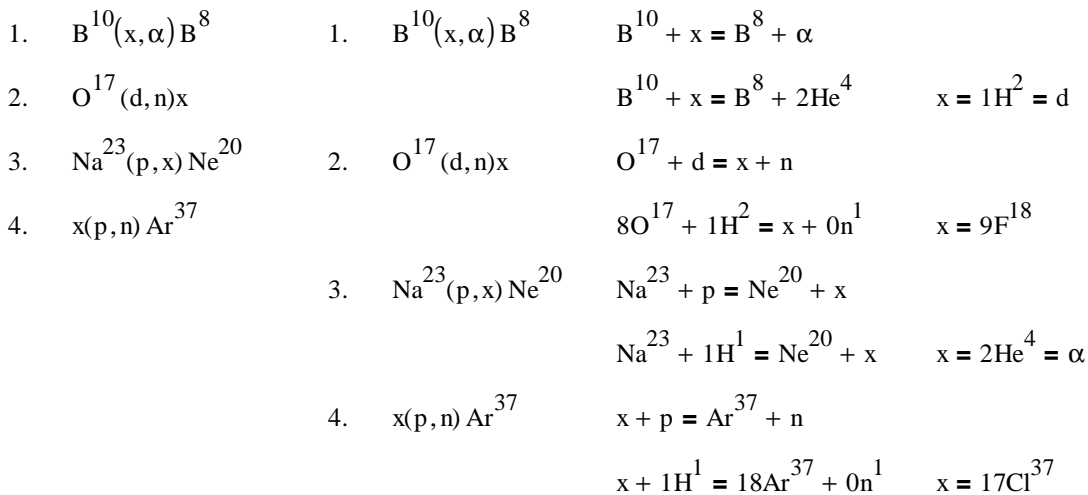 1. B^10(x,α)B^8
2. O^17 (d,n)x
3. Na^23(p,x) Ne^20
4. x(p,n) Ar^37
1. B^10(x,α)B^8 B^10 + x = B^8 + α
B^10 + x = B^8 + 2He^4 x = 1H^2 = d
2. O^17 (d,n)x O^17 + d = x + n
8O^17 + 1H^2 = x + 0n^1 x = 9F^18
3. Na^23(p,x) Ne^20 Na^23 + p = Ne^20 + x
Na^23 + 1H^1 = Ne^20 + x x = 2He^4 = α
4. x(p,n) Ar^37 x + p = Ar^37 + n
x + 1H^1 = 18Ar^37 + 0n^1 x = 17Cl^37